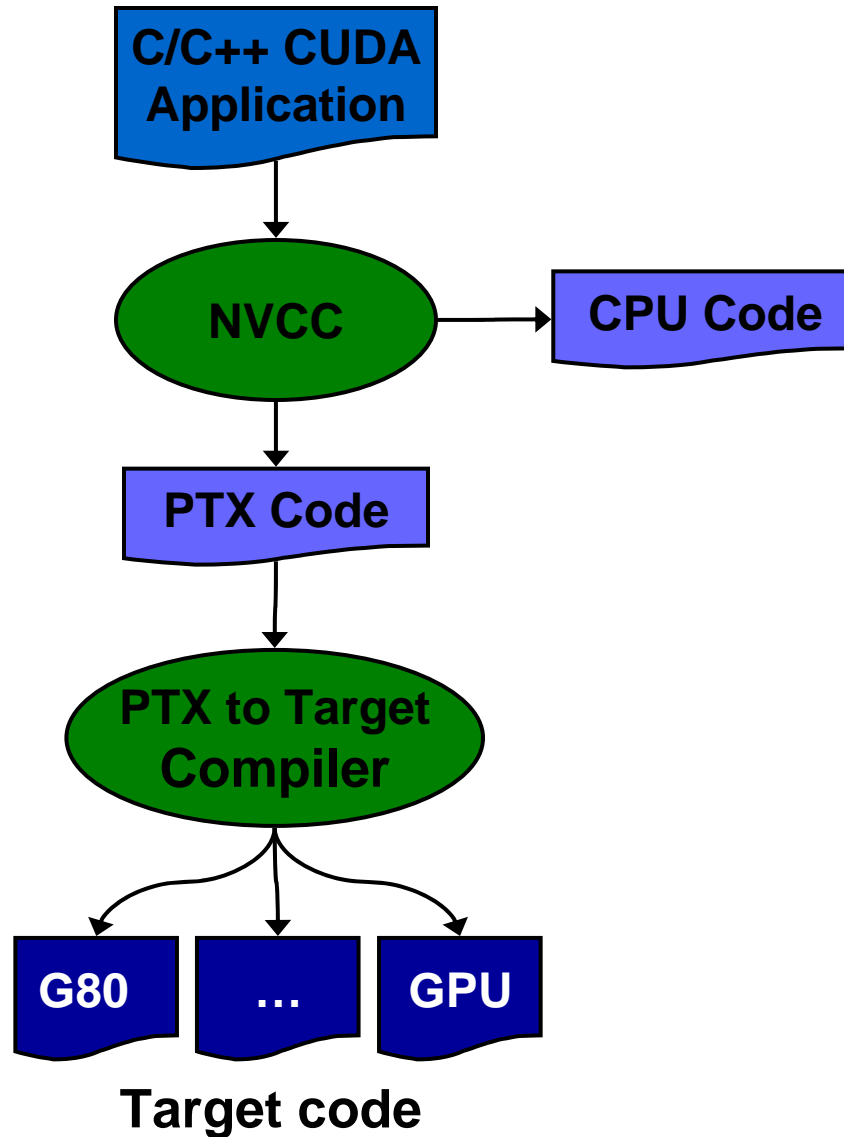 C/C++ CUDA
Application
NVCC
CPU Code
PTX Code
PTX to Target
Compiler
G80
...
GPU
Target code